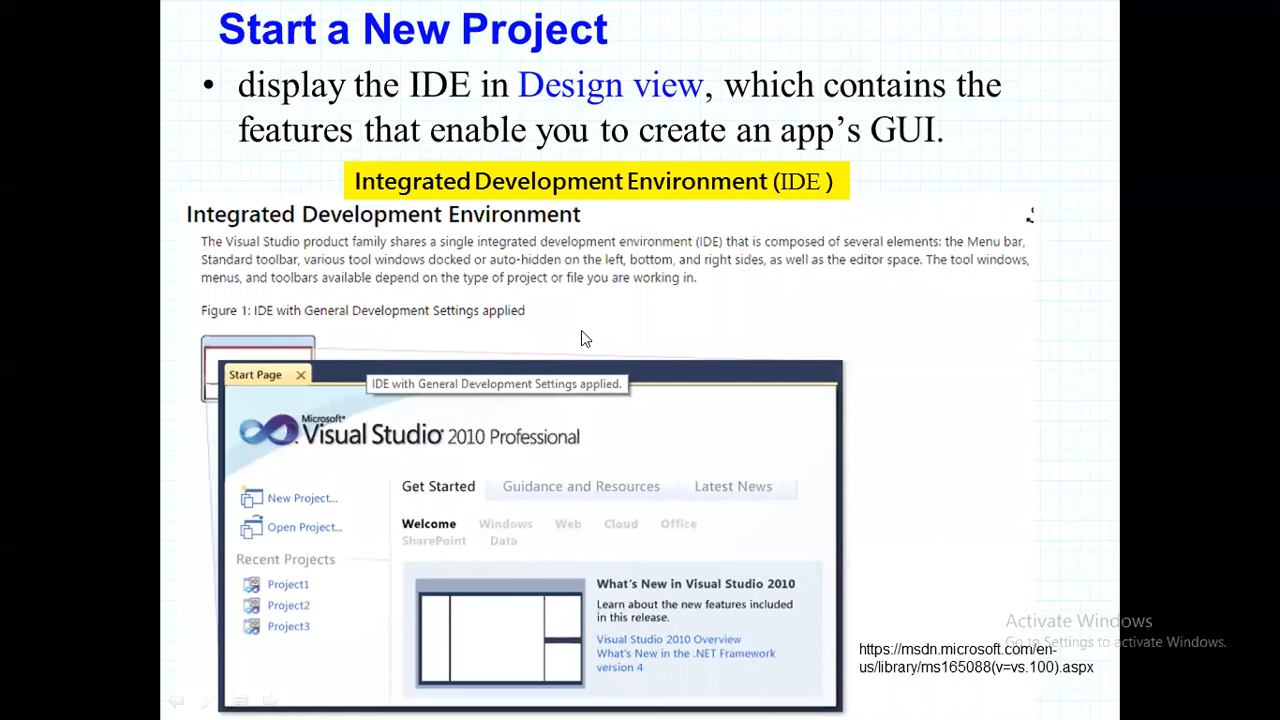 Start a New Project
• display the IDE in Design view, which contains the
features that enable you to create an app’s GUI.
Integrated Development Environment (IDE )
Integrated Development Environment
The Visual Studio product family shares a single integrated development environment (IDE) that is composed of several elements: the Menu bar,
Standard toolbar, various tool windows docked or auto-hidden on the left, bottom, and right sides, as well as the editor space. The tool windows,
menus, and toolbars available depend on the type of project or file you are working in.
Figure 1: IDE with General Development Settings applied
Start Page
IDE with General Development Settings applied.
Microsoft®
Visual Studio® 2010 Professional
New Project...
Open Project...
Recent Projects
Project1
Project2
Project3
Get Started Guidance and Resources Latest News
Welcome Windows Web Cloud Office
SharePoint Data
What's New in Visual Studio 2010
Learn about the new features included
in this release.
Visual Studio 2010 Overview
What's New in the .NET Framework
version 4
Activate Windows
Go to Settings to activate Windows.
https://msdn.microsoft.com/en-
us/library/ms165088(v=vs.100).aspx